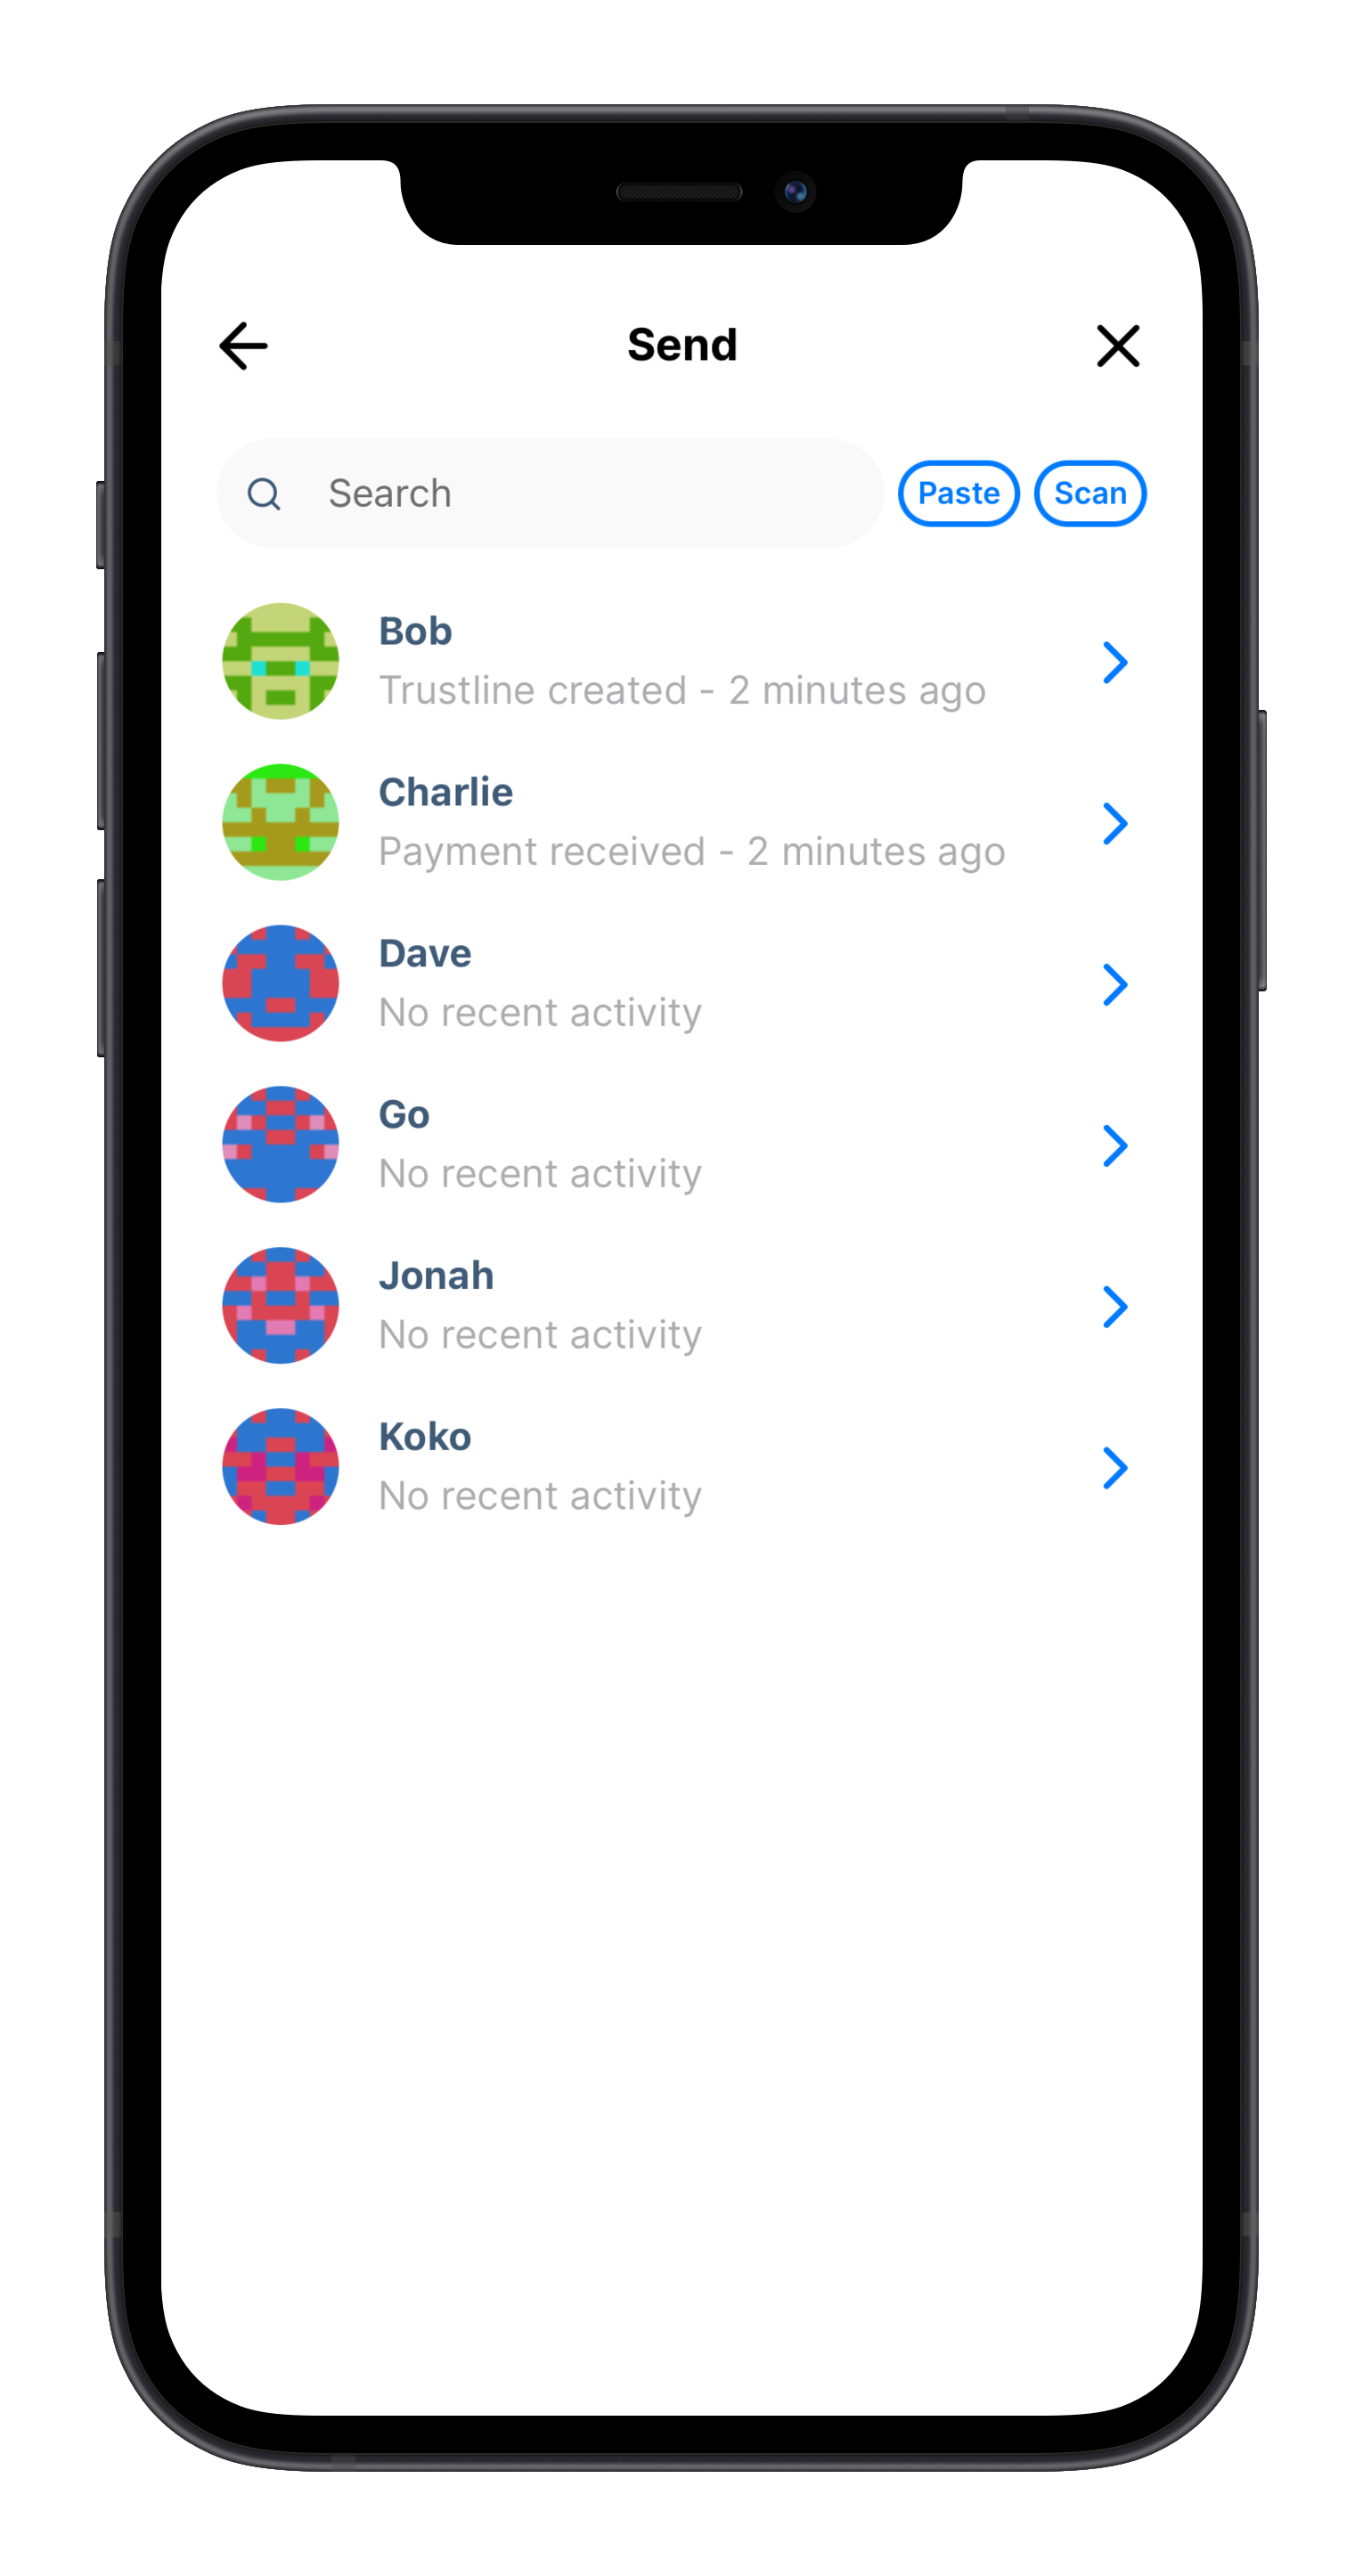 Send
Search
Paste
Scan
Bob
Trustline created - 2 minutes ago
Charlie
Payment received - 2 minutes ago
Dave
No recent activity
Go
No recent activity
Jonah
No recent activity
Koko
No recent activity